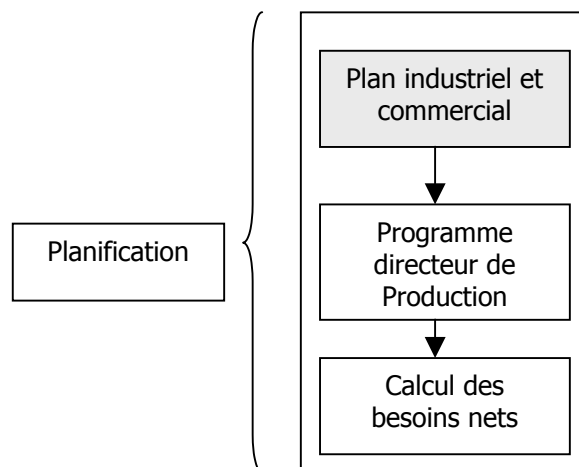 Plan industriel et
commercial
Planification
Programme
directeur de
Production
Calcul des
besoins nets